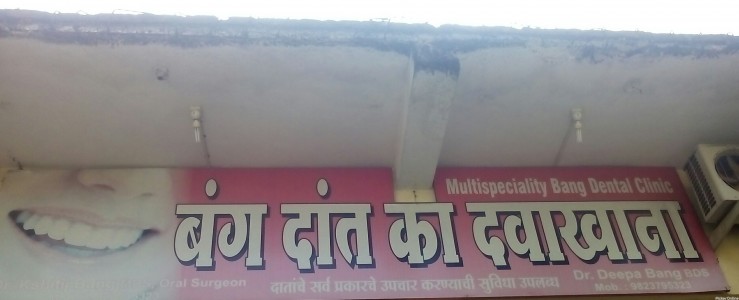 Multispeciality Bang Dental Clinic
बंग दांत का दवाखाना
Oral Surgeon
दातांचे सर्व प्रकारचे उपचार करण्याची सुविधा उपलब्ध
Dr. Deepa Bang BDS